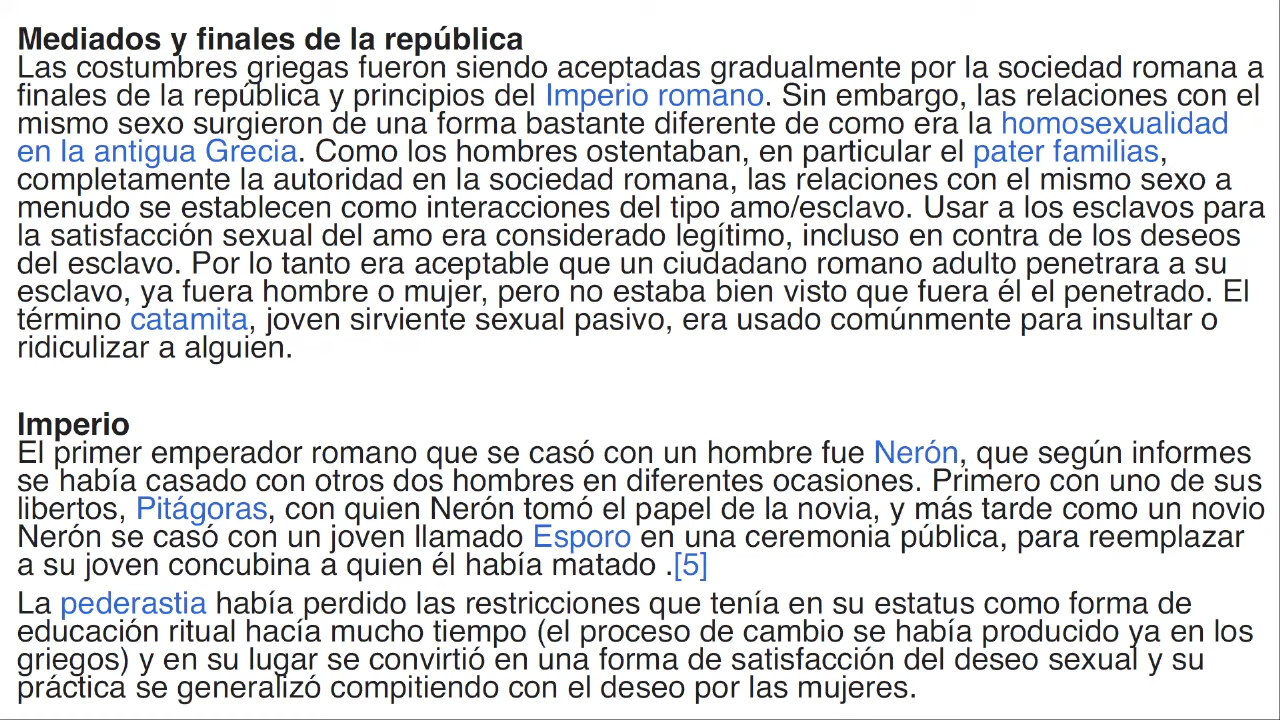 Mediados y finales de la república
Las costumbres griegas fueron siendo aceptadas gradualmente por la sociedad romana a
finales de la república y principios del Imperio romano. Sin embargo, las relaciones con el
mismo sexo surgieron de una forma bastante diferente de como era la homosexualidad
en la antigua Grecia. Como los hombres ostentaban, en particular el pater familias,
completamente la autoridad en la sociedad romana, las relaciones con el mismo sexo a
menudo se establecen como interacciones del tipo amo/esclavo. Usar a los esclavos para
la satisfacción sexual del amo era considerado legítimo, incluso en contra de los deseos
del esclavo. Por lo tanto era aceptable que un ciudadano romano adulto penetrara a su
esclavo, ya fuera hombre o mujer, pero no estaba bien visto que fuera él el penetrado. El
término catamita, joven sirviente sexual pasivo, era usado comúnmente para insultar o
ridiculizar a alguien.
Imperio
El primer emperador romano que se casó con un hombre fue Nerón, que según informes
se había casado con otros dos hombres en diferentes ocasiones. Primero con uno de sus
libertos, Pitágoras, con quien Nerón tomó el papel de la novia, y más tarde como un novio
Nerón se casó con un joven llamado Esporo en una ceremonia pública, para reemplazar
a su joven concubina a quien él había matado .[5]
La pederastia había perdido las restricciones que tenía en su estatus como forma de
educación ritual hacía mucho tiempo (el proceso de cambio se había producido ya en los
griegos) y en su lugar se convirtió en una forma de satisfacción del deseo sexual y su
práctica se generalizó compitiendo con el deseo por las mujeres.